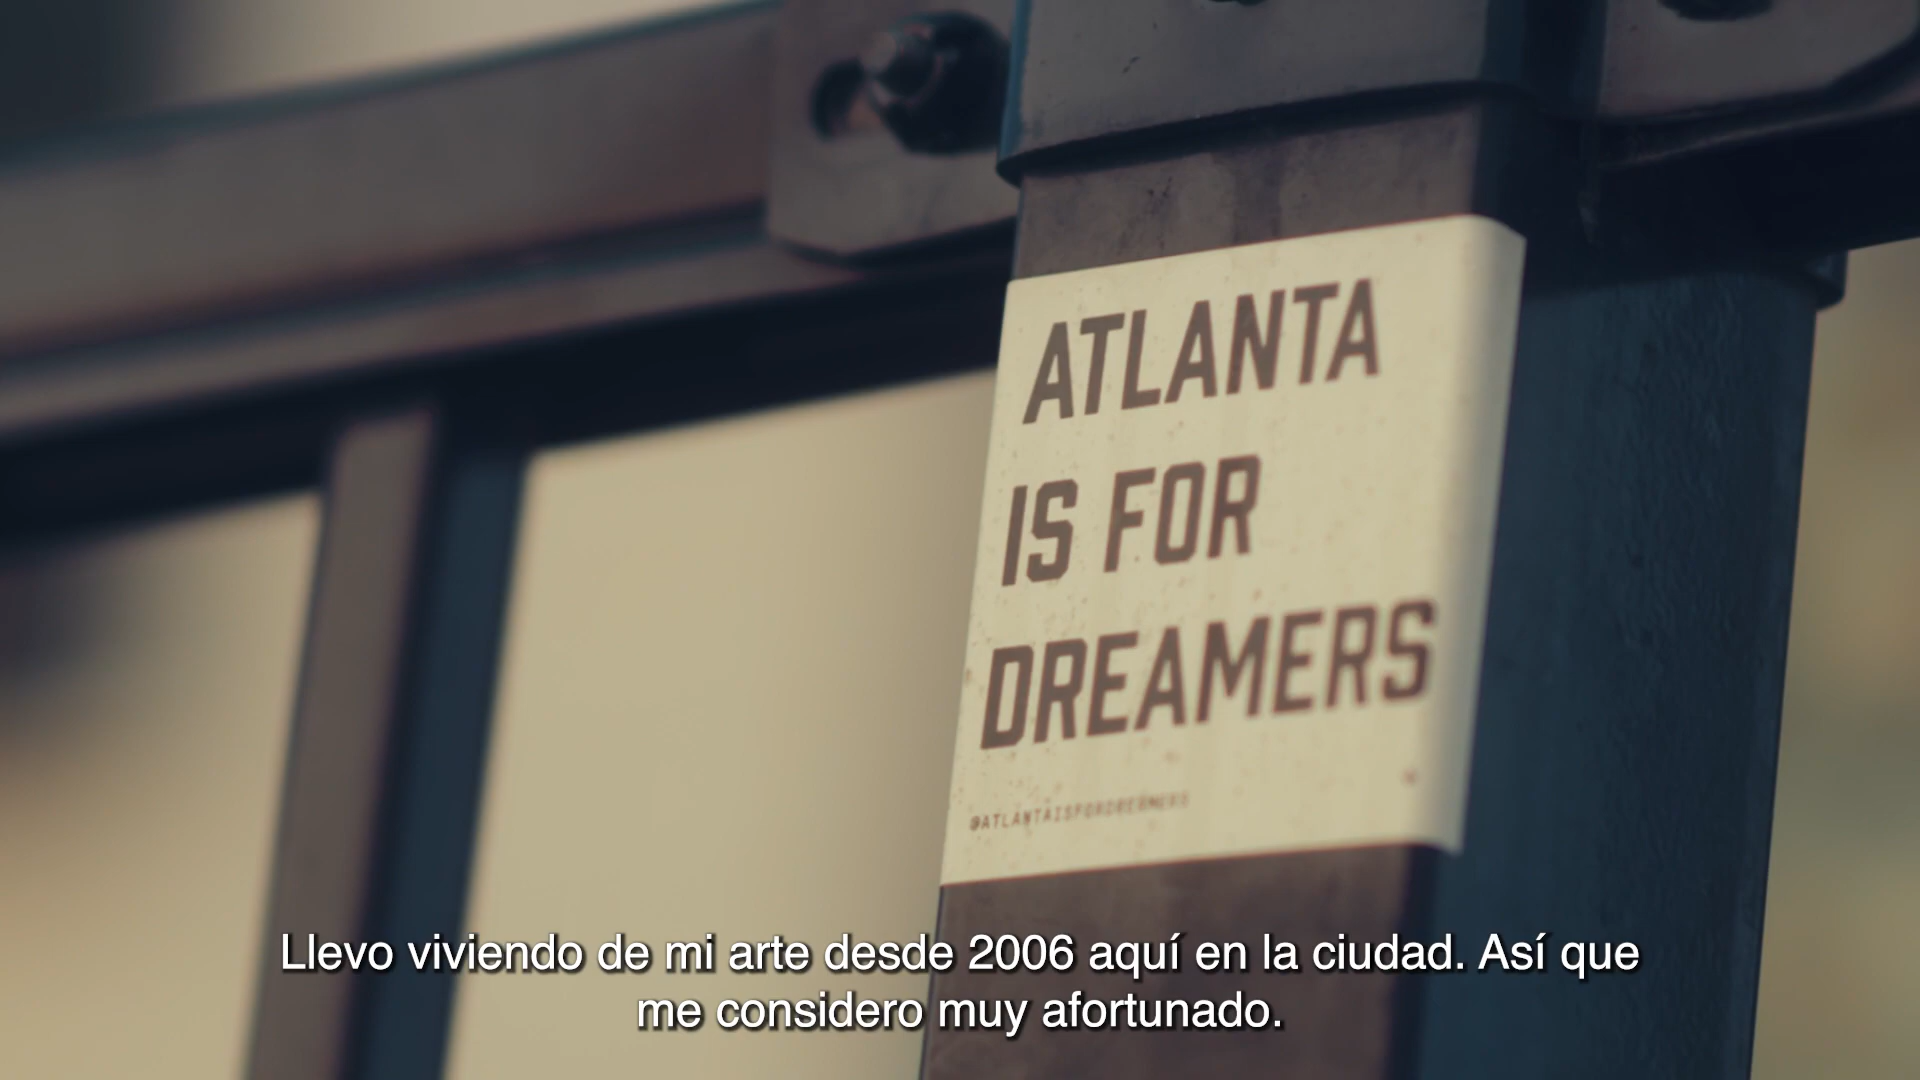 ATLANTA
IS FOR
DREAMERS
@ATLANTAISFORDREAMERS
Llevo viviendo de mi arte desde 2006 aquí en la ciudad. Así que
me considero muy afortunado.